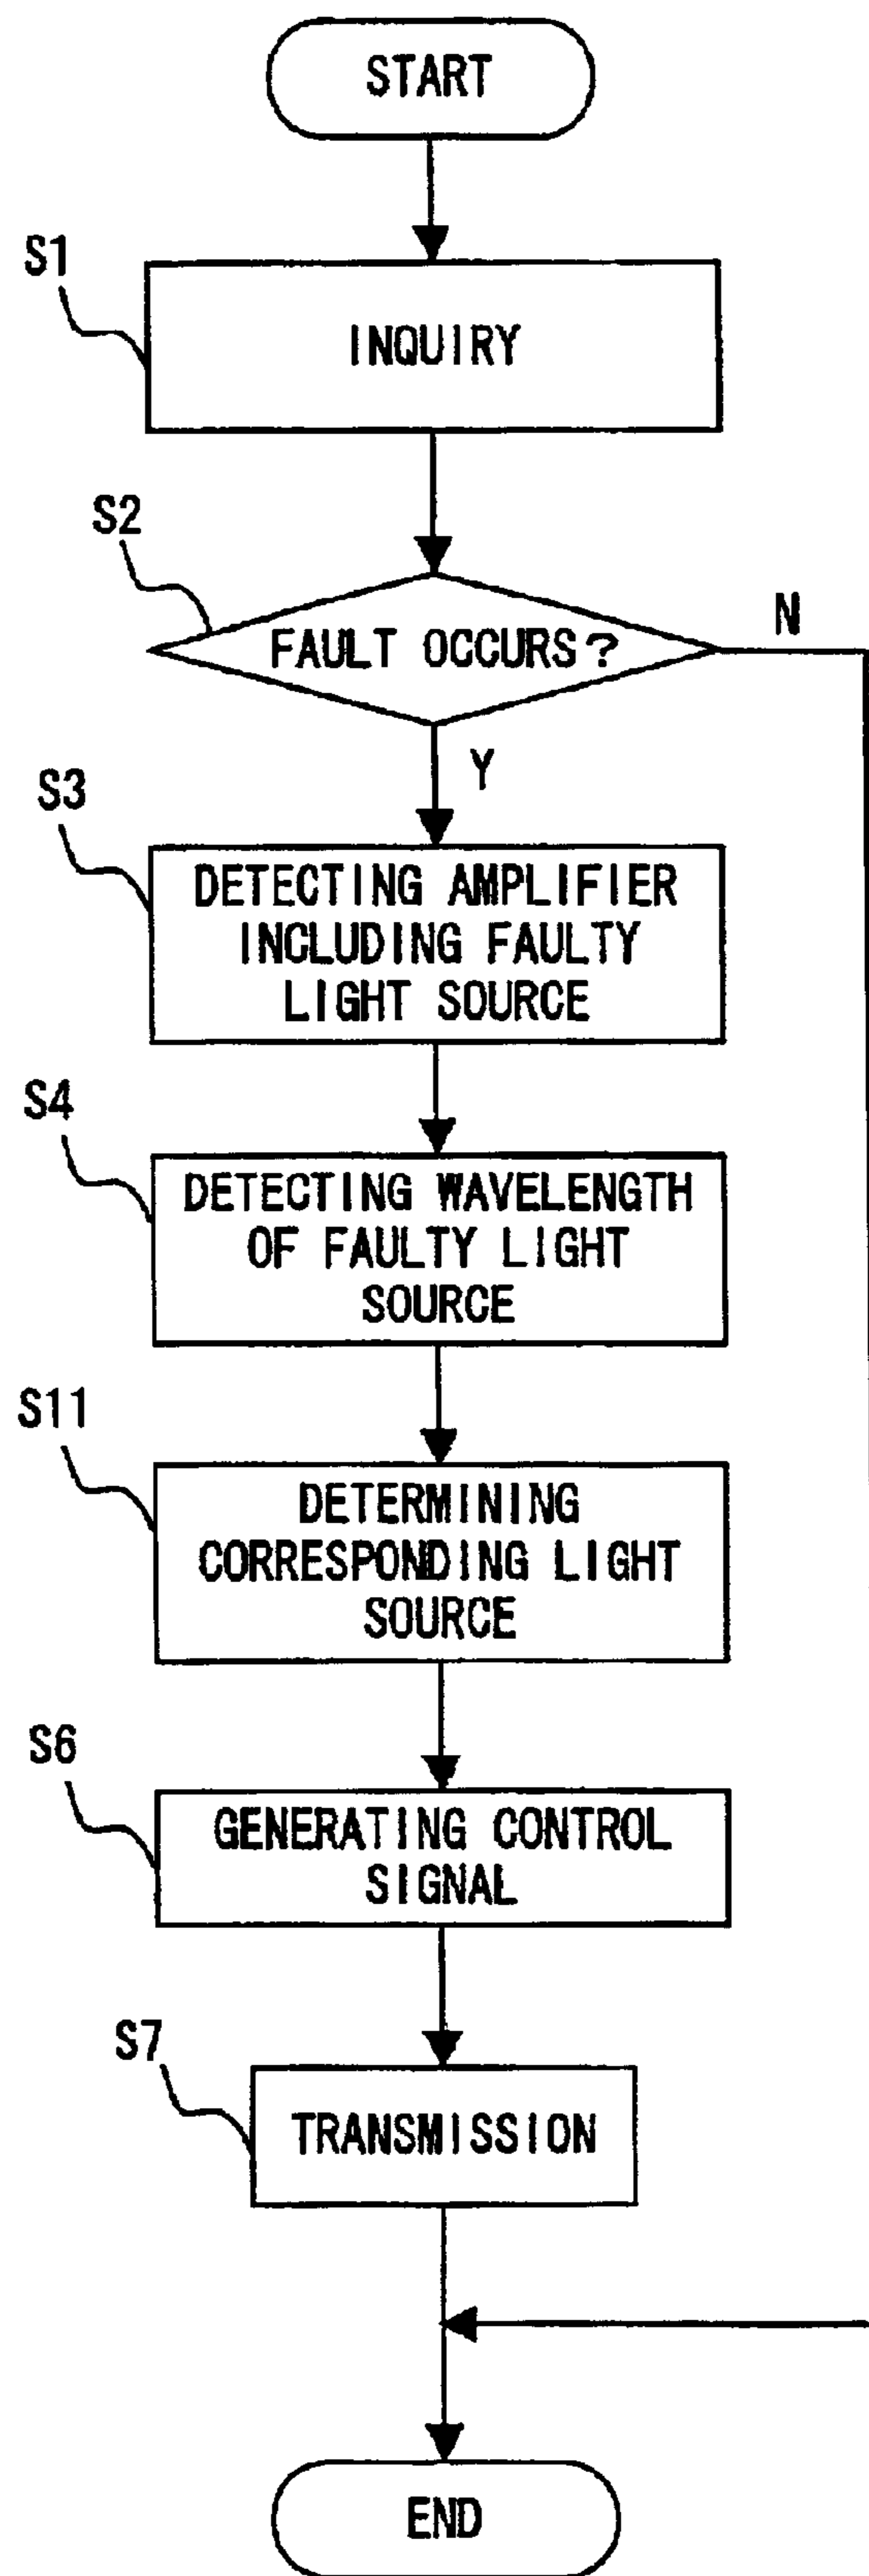 START
S1
INQUIRY
S2
FAULT OCCURS?
N
Y
S3
DETECTING AMPLIFIER
INCLUDING FAULTY
LIGHT SOURCE
S4
DETECTING WAVELENGTH
OF FAULTY LIGHT
SOURCE
S11
DETERMINING
CORRESPONDING LIGHT
SOURCE
S6
GENERATING CONTROL
SIGNAL
S7
TRANSMISSION
END